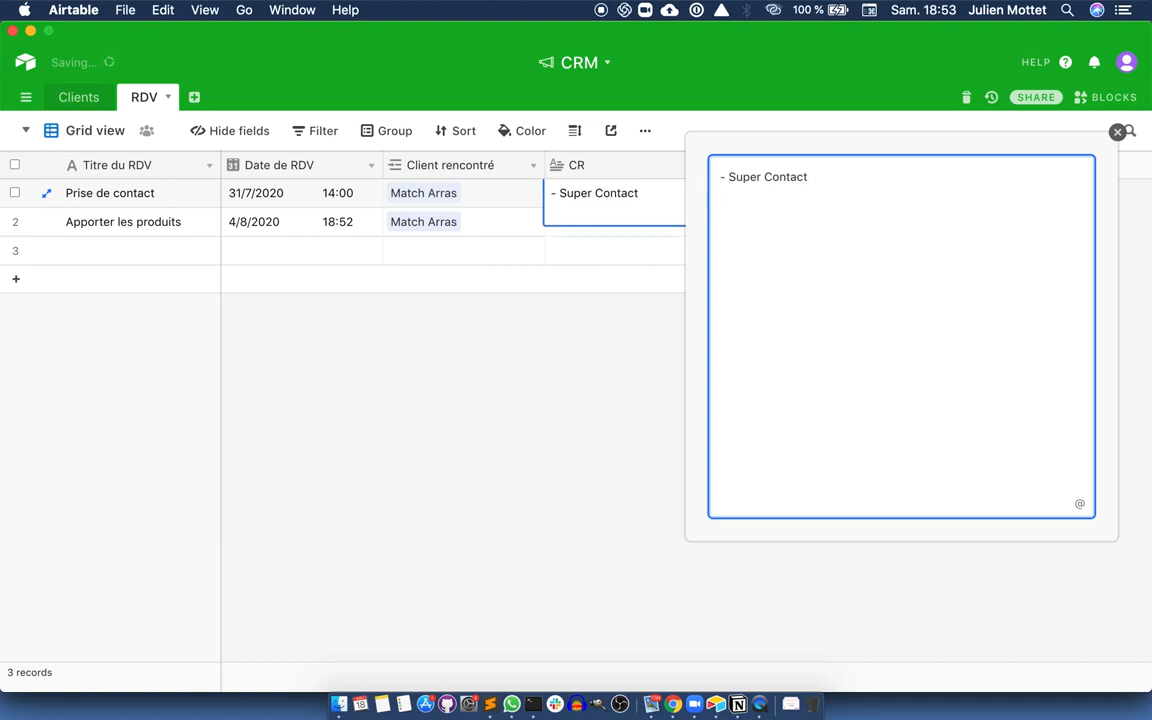 Airtable File Edit View Go Window Help 100 % Sam. 18:53 Julien Mottet
Saving... CRM HELP
Clients RDV SHARE BLOCKS
Grid view Hide fields Filter Group Sort Color
Titre du RDV Date de RDV Client rencontré CR
Prise de contact 31/7/2020 14:00 Match Arras - Super Contact
2 Apporter les produits 4/8/2020 18:52 Match Arras
3
+
- Super Contact
@
3 records